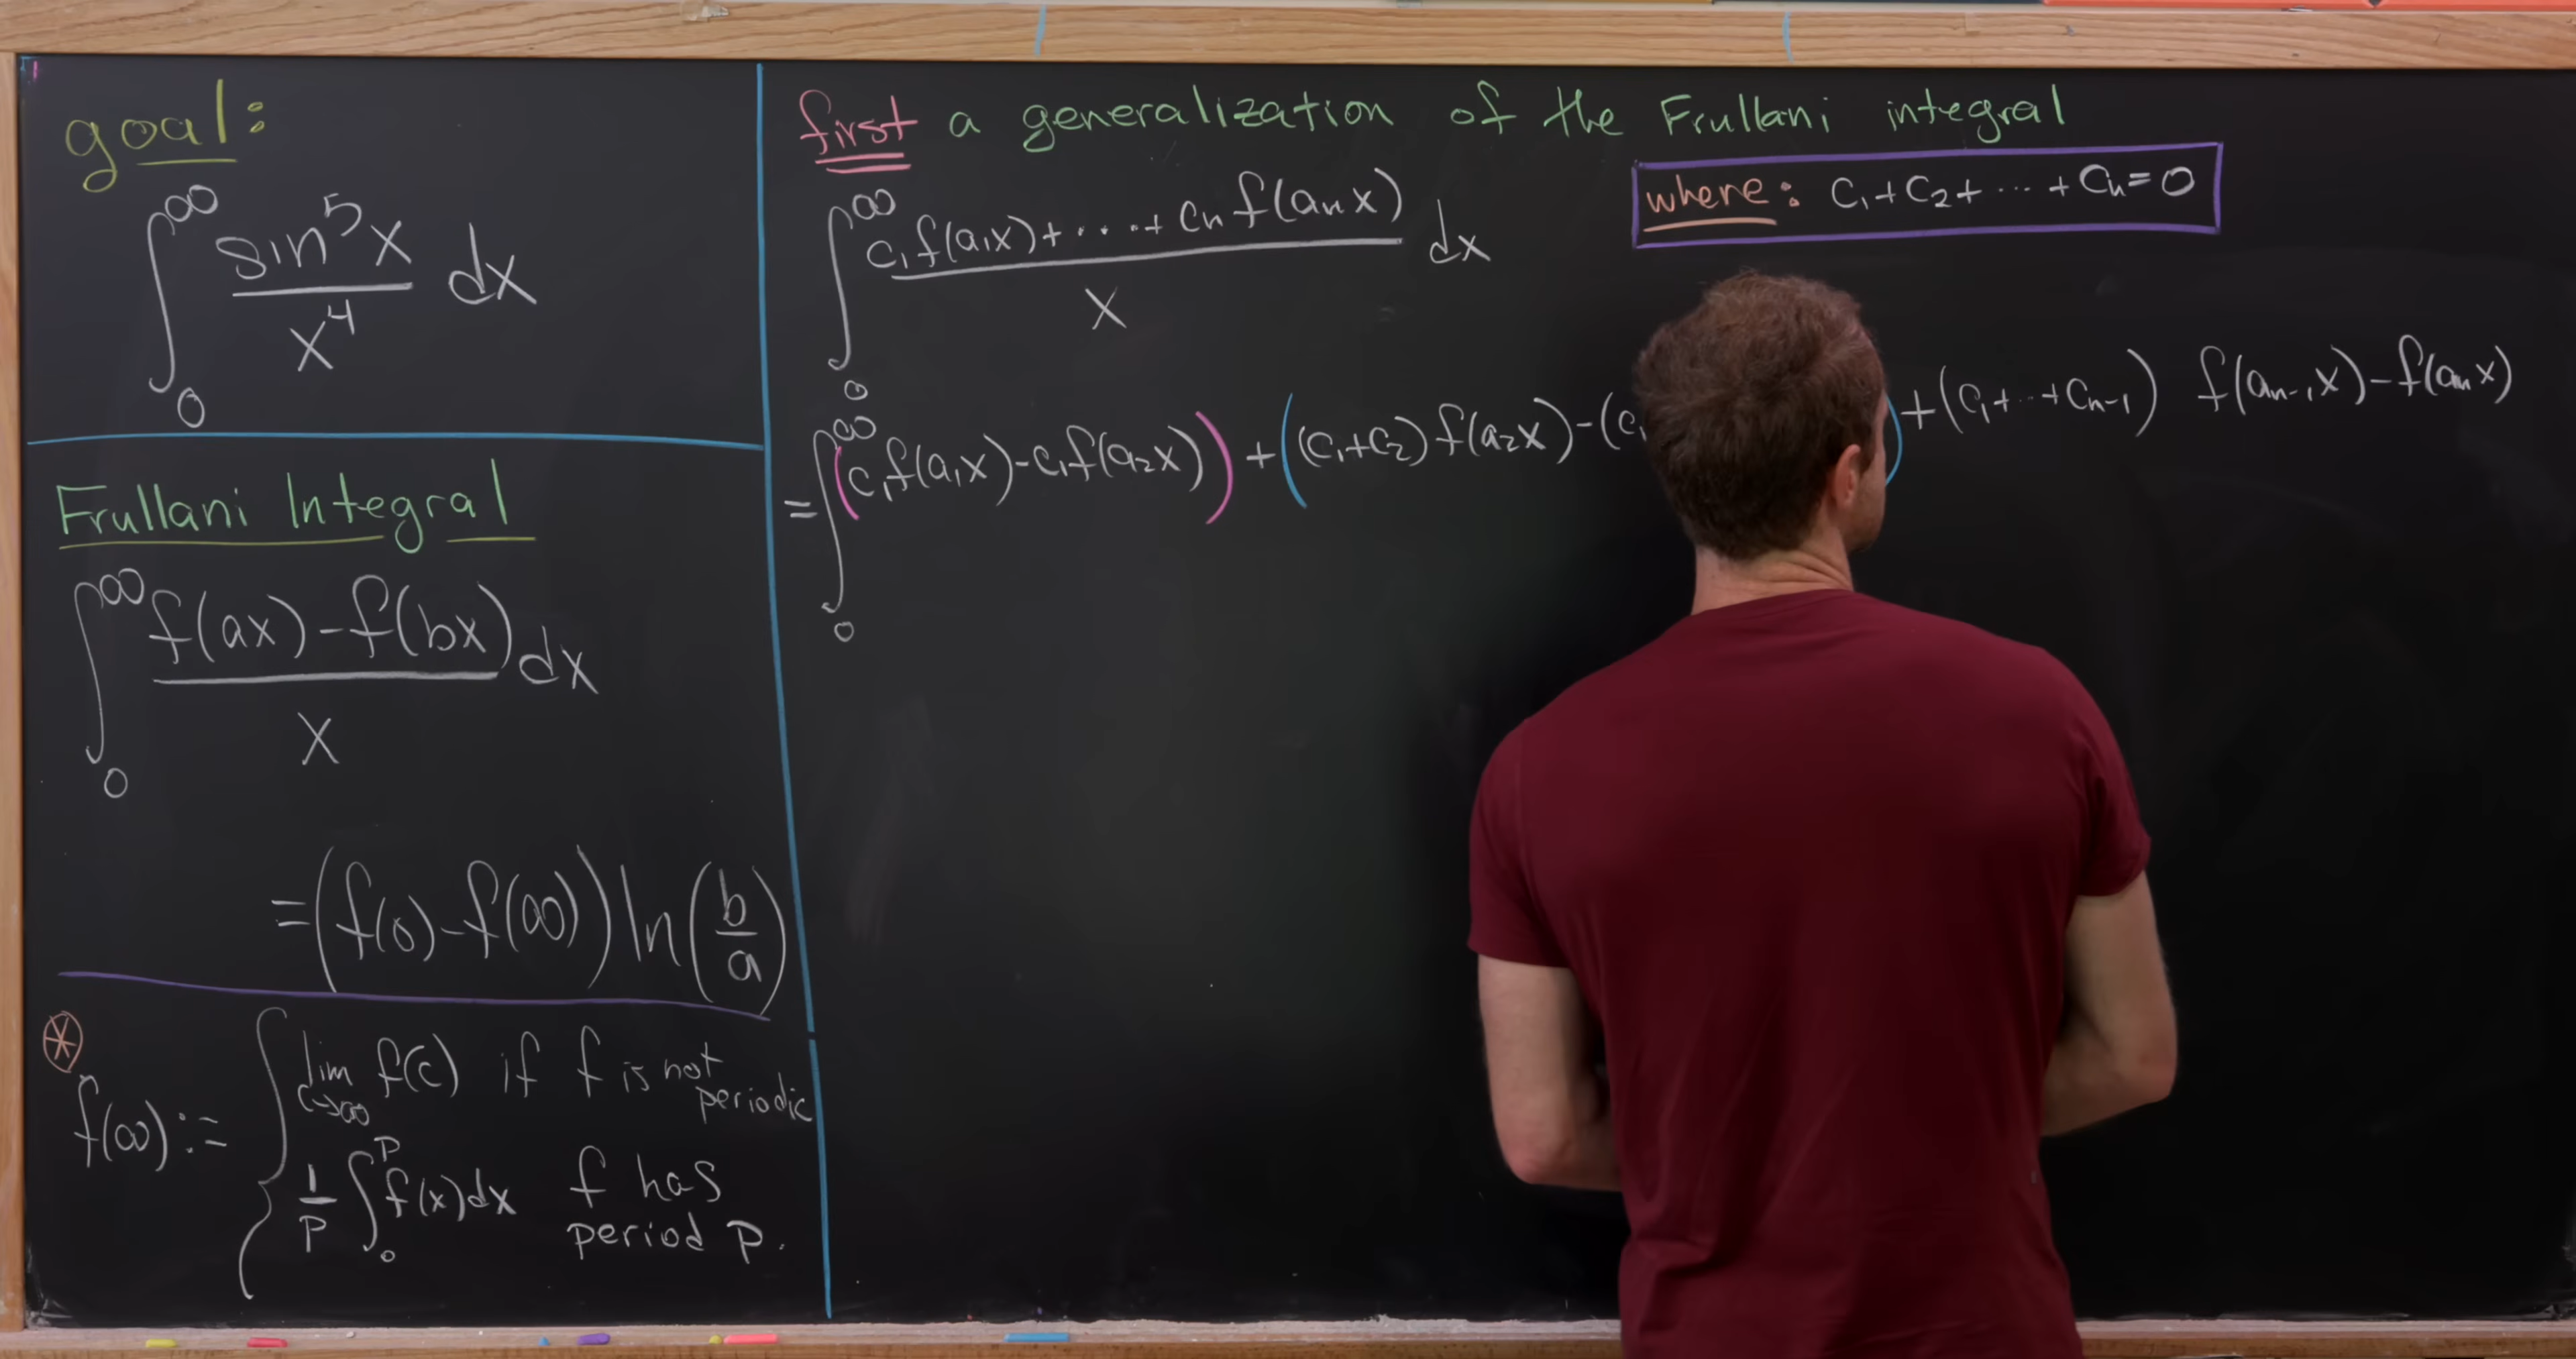 goal:
∫₀^∞ sin⁵x / x⁴ dx
Frullani Integral
∫₀^∞ f(ax)-f(bx) / x dx
=(f(0)-f(∞)) ln(b/a)
⊛
f(∞):= { lim_{c→∞} f(c) if f is not periodic
1/p ∫₀^p f(x)dx f has period p.
first a generalization of the Frullani integral
∫₀^∞ c₁f(a₁x)+....+cₙf(aₙx) / x dx
where: c₁+c₂+...+cₙ=0
=∫₀^∞ (c₁f(a₁x)-c₁f(a₂x)) + ((c₁+c₂)f(a₂x)-(c₁ ) +(c₁+...+cₙ₋₁) f(aₙ₋₁x)-f(aₙx)